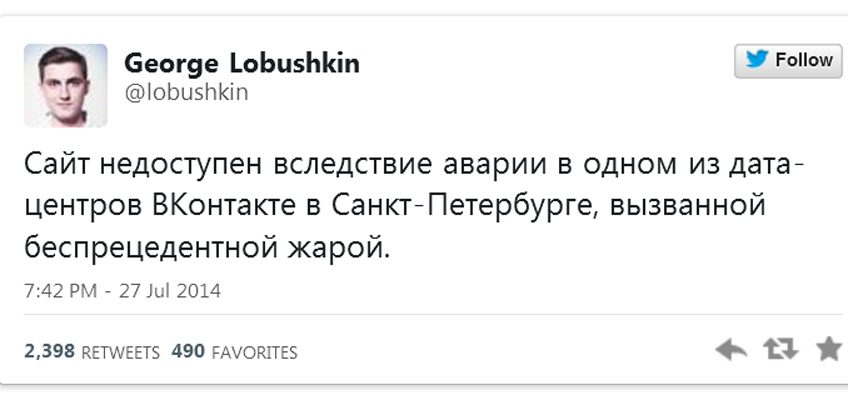 George Lobushkin
@lobushkin
Follow
Сайт недоступен вследствие аварии в одном из дата-
центров ВКонтакте в Санкт-Петербурге, вызванной
беспрецедентной жарой.
7:42 PM - 27 Jul 2014
2,398 RETWEETS 490 FAVORITES